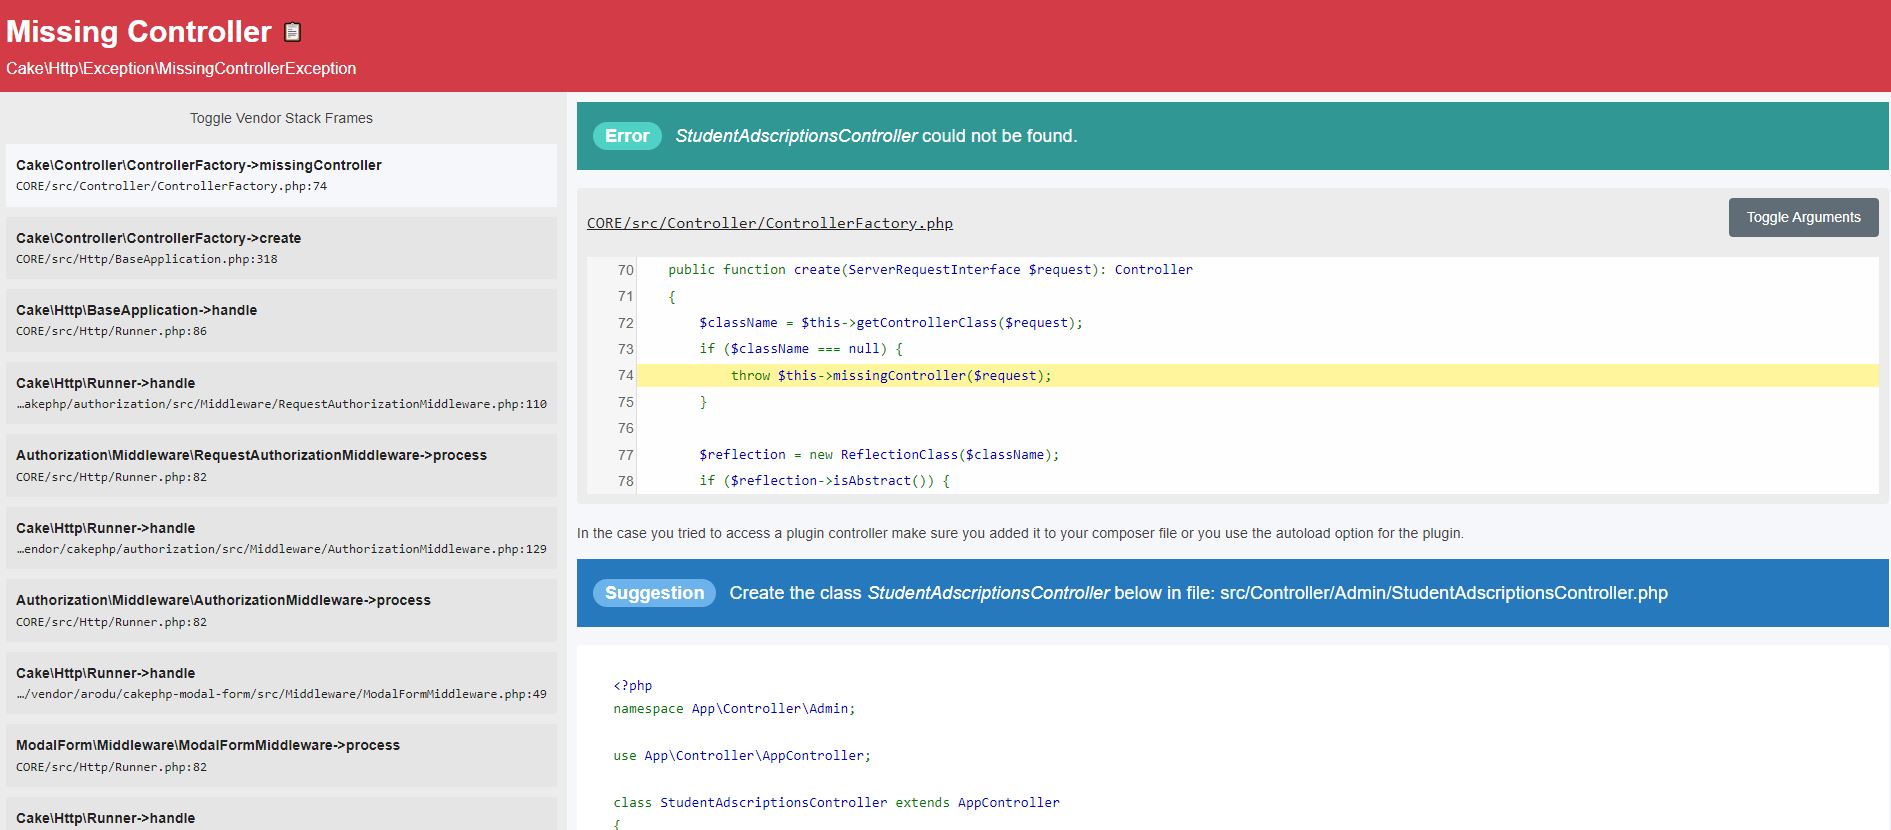 Missing Controller
Cake\Http\Exception\MissingControllerException
Toggle Vendor Stack Frames
Cake\Controller\ControllerFactory->missingController
CORE/src/Controller/ControllerFactory.php:74
Cake\Controller\ControllerFactory->create
CORE/src/Http/BaseApplication.php:318
Cake\Http\BaseApplication->handle
CORE/src/Http/Runner.php:86
Cake\Http\Runner->handle
…akephp/authorization/src/Middleware/RequestAuthorizationMiddleware.php:110
Authorization\Middleware\RequestAuthorizationMiddleware->process
CORE/src/Http/Runner.php:82
Cake\Http\Runner->handle
…endor/cakephp/authorization/src/Middleware/AuthorizationMiddleware.php:129
Authorization\Middleware\AuthorizationMiddleware->process
CORE/src/Http/Runner.php:82
Cake\Http\Runner->handle
…/vendor/arodu/cakephp-modal-form/src/Middleware/ModalFormMiddleware.php:49
ModalForm\Middleware\ModalFormMiddleware->process
CORE/src/Http/Runner.php:82
Cake\Http\Runner->handle
Error StudentAdscriptionsController could not be found.
CORE/src/Controller/ControllerFactory.php
Toggle Arguments
70 public function create(ServerRequestInterface $request): Controller
71 {
72 $className = $this->getControllerClass($request);
73 if ($className === null) {
74 throw $this->missingController($request);
75 }
76
77 $reflection = new ReflectionClass($className);
78 if ($reflection->isAbstract()) {
In the case you tried to access a plugin controller make sure you added it to your composer file or you use the autoload option for the plugin.
Suggestion Create the class StudentAdscriptionsController below in file: src/Controller/Admin/StudentAdscriptionsController.php
<?php
namespace App\Controller\Admin;
use App\Controller\AppController;
class StudentAdscriptionsController extends AppController
{